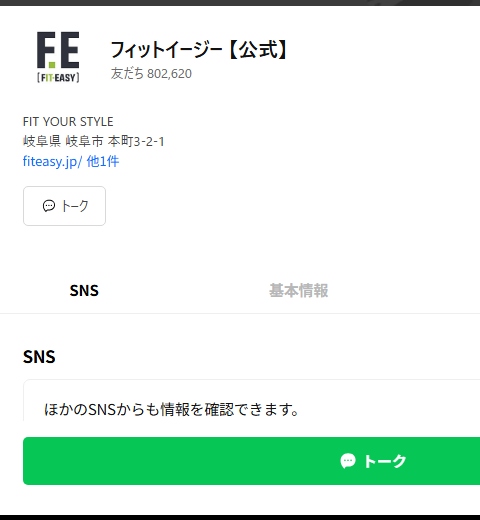 F.E
[FIT-EASY]
フィットイージー【公式】
友だち 802,620
FIT YOUR STYLE
岐阜県 岐阜市 本町3-2-1
fiteasy.jp/ 他1件
トーク
SNS 基本情報
SNS
ほかのSNSからも情報を確認できます。
トーク